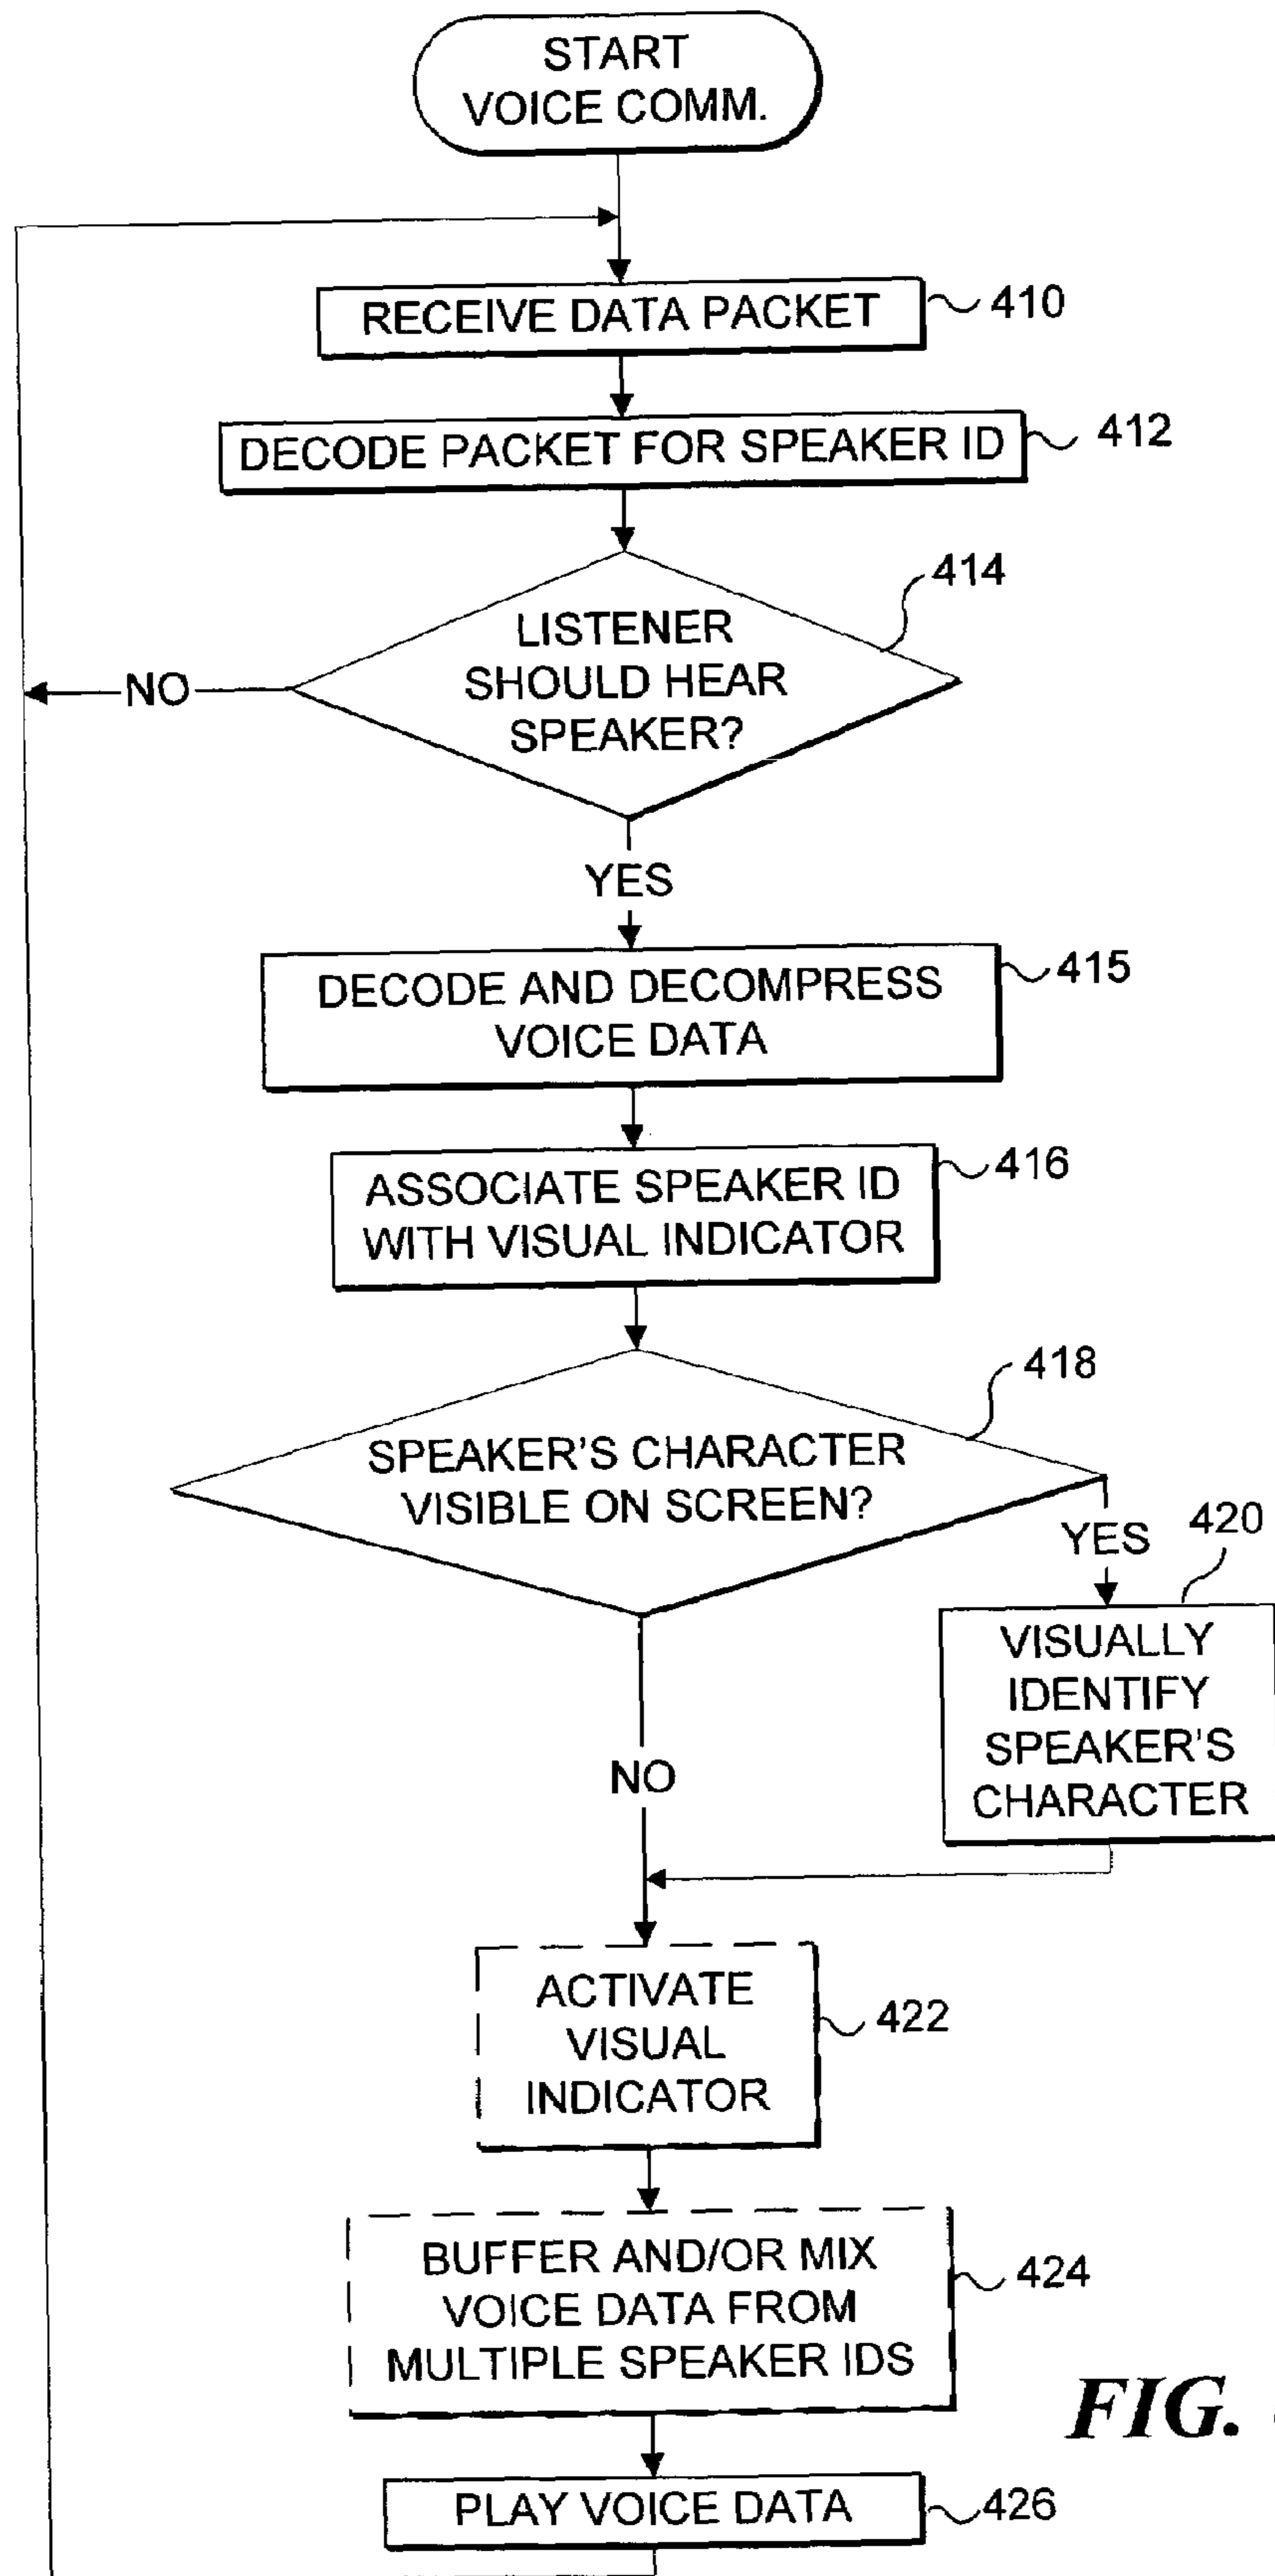 START
VOICE COMM.
RECEIVE DATA PACKET
410
DECODE PACKET FOR SPEAKER ID
412
414
LISTENER
SHOULD HEAR
SPEAKER?
NO
YES
DECODE AND DECOMPRESS
VOICE DATA
415
ASSOCIATE SPEAKER ID
WITH VISUAL INDICATOR
416
418
SPEAKER'S CHARACTER
VISIBLE ON SCREEN?
YES
420
VISUALLY
IDENTIFY
SPEAKER'S
CHARACTER
NO
ACTIVATE
VISUAL
INDICATOR
422
BUFFER AND/OR MIX
VOICE DATA FROM
MULTIPLE SPEAKER IDS
424
FIG.
PLAY VOICE DATA
426